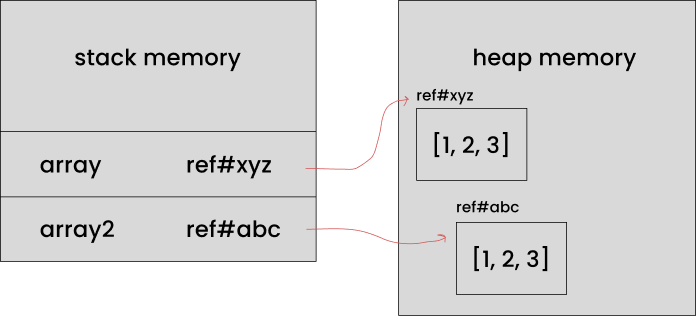 stack memory
array ref#xyz
array2 ref#abc
heap memory
ref#xyz
[1, 2, 3]
ref#abc
[1, 2, 3]